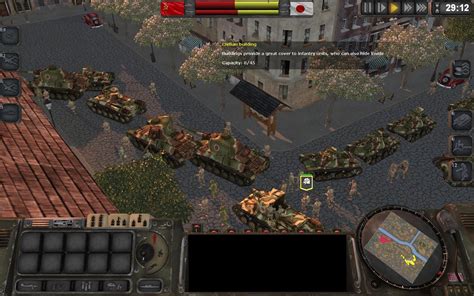 29:12
Civilian building
Buildings provide a great cover to infantry units, who can also hide inside
Capacity: 0/45